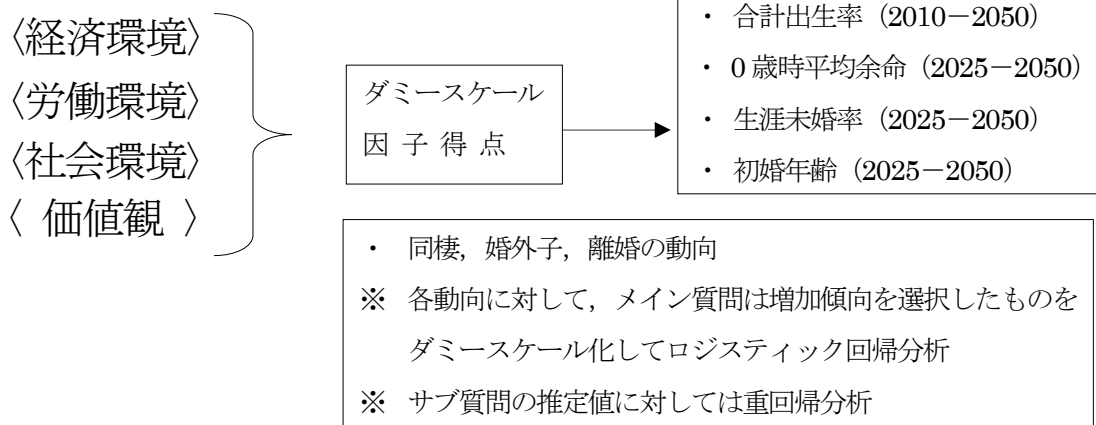 〈経済環境〉
〈労働環境〉
〈社会環境〉
〈 価値観 〉
ダミースケール
因 子 得 点
・ 合計出生率（2010－2050）
・ 0 歳時平均余命（2025－2050）
・ 生涯未婚率（2025－2050）
・ 初婚年齢（2025－2050）
・ 同棲，婚外子，離婚の動向
※ 各動向に対して，メイン質問は増加傾向を選択したものを
ダミースケール化してロジスティック回帰分析
※ サブ質問の推定値に対しては重回帰分析